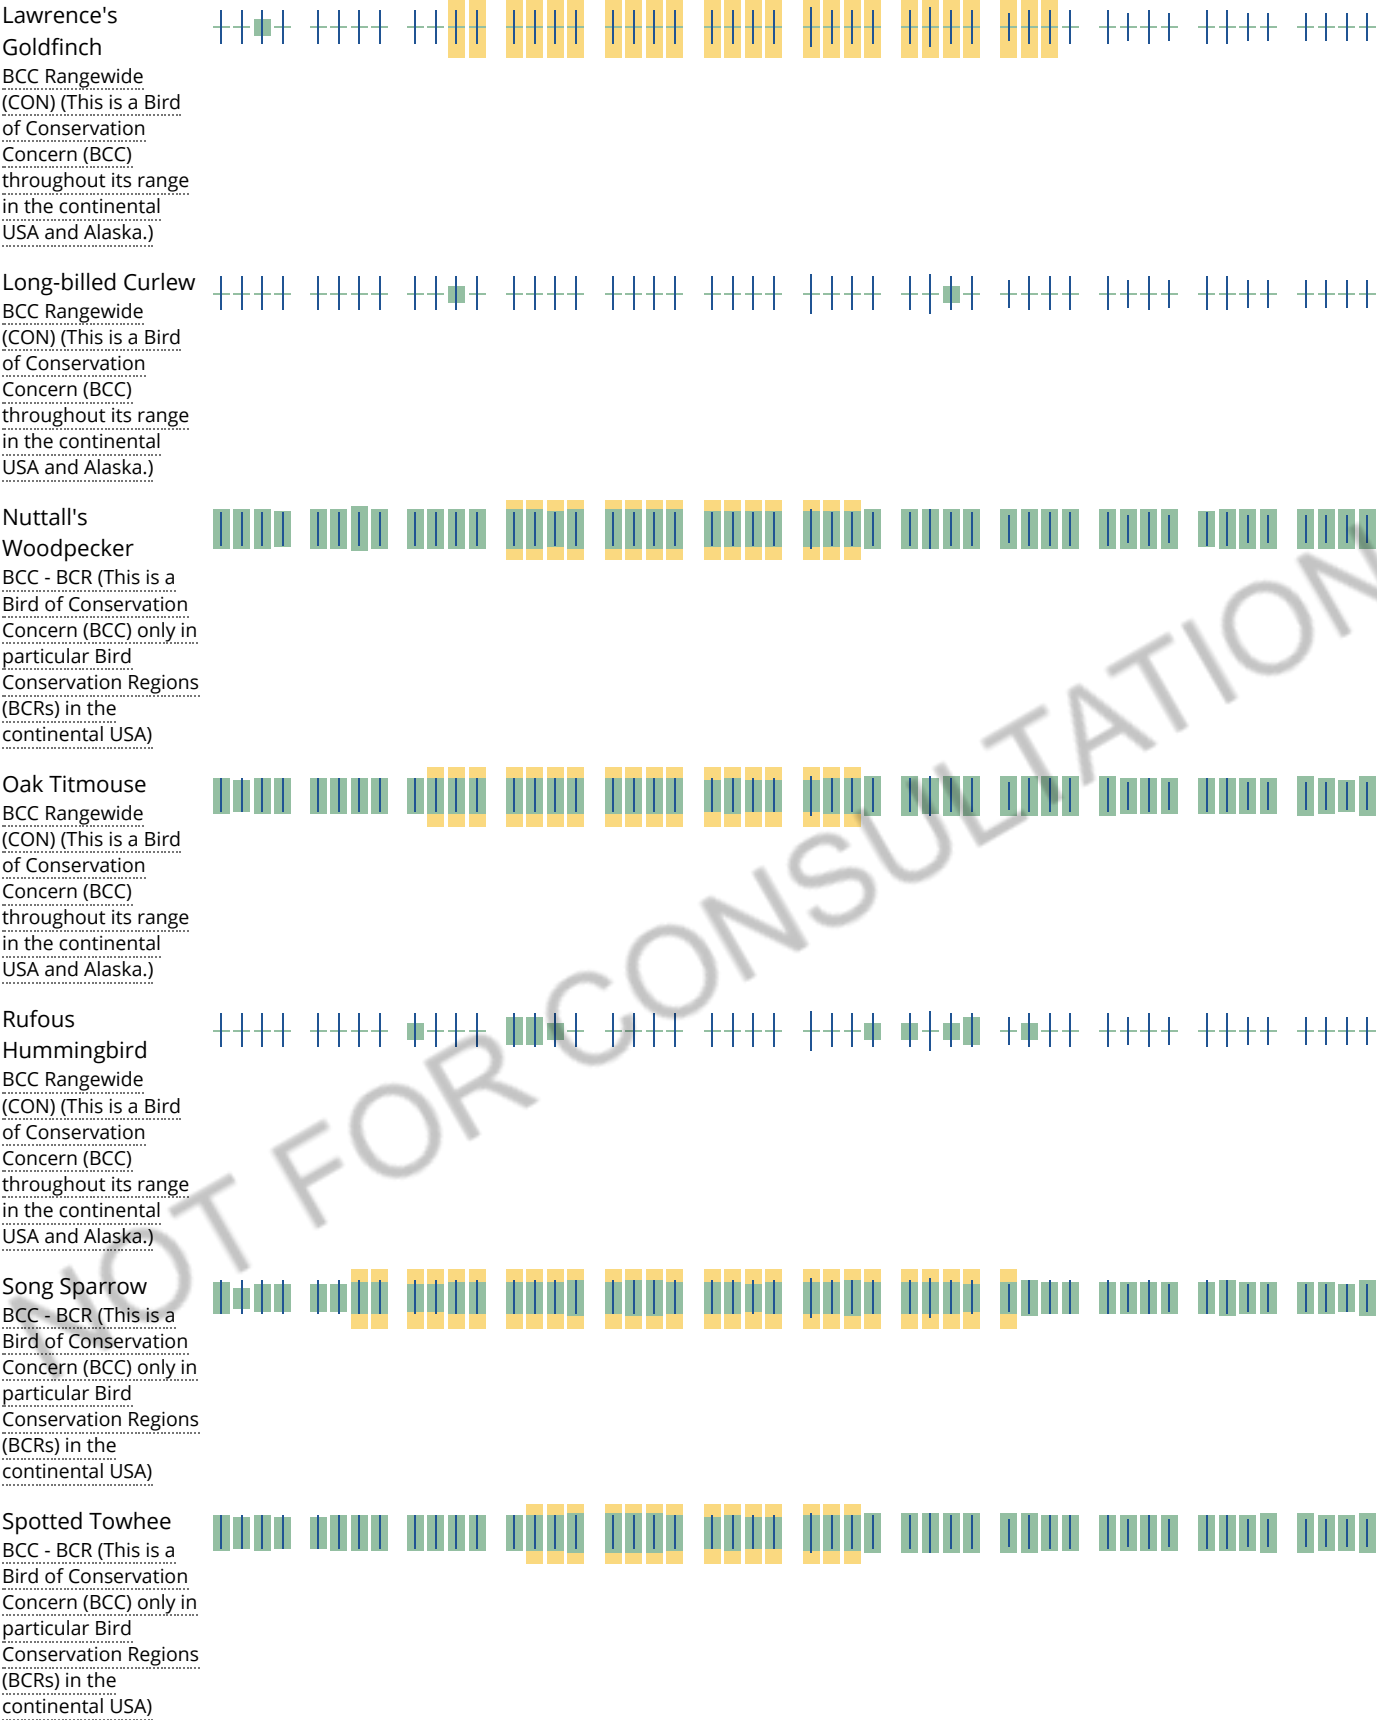 Lawrence's
Goldfinch
BCC Rangewide
(CON) (This is a Bird
of Conservation
Concern (BCC)
throughout its range
in the continental
USA and Alaska.)
Long-billed Curlew
BCC Rangewide
(CON) (This is a Bird
of Conservation
Concern (BCC)
throughout its range
in the continental
USA and Alaska.)
Nuttall's
Woodpecker
BCC - BCR (This is a
Bird of Conservation
Concern (BCC) only in
particular Bird
Conservation Regions
(BCRs) in the
continental USA)
Oak Titmouse
BCC Rangewide
(CON) (This is a Bird
of Conservation
Concern (BCC)
throughout its range
in the continental
USA and Alaska.)
Rufous
Hummingbird
BCC Rangewide
(CON) (This is a Bird
of Conservation
Concern (BCC)
throughout its range
in the continental
USA and Alaska.)
Song Sparrow
BCC - BCR (This is a
Bird of Conservation
Concern (BCC) only in
particular Bird
Conservation Regions
(BCRs) in the
continental USA)
Spotted Towhee
BCC - BCR (This is a
Bird of Conservation
Concern (BCC) only in
particular Bird
Conservation Regions
(BCRs) in the
continental USA)
NOT FOR CONSULTATION